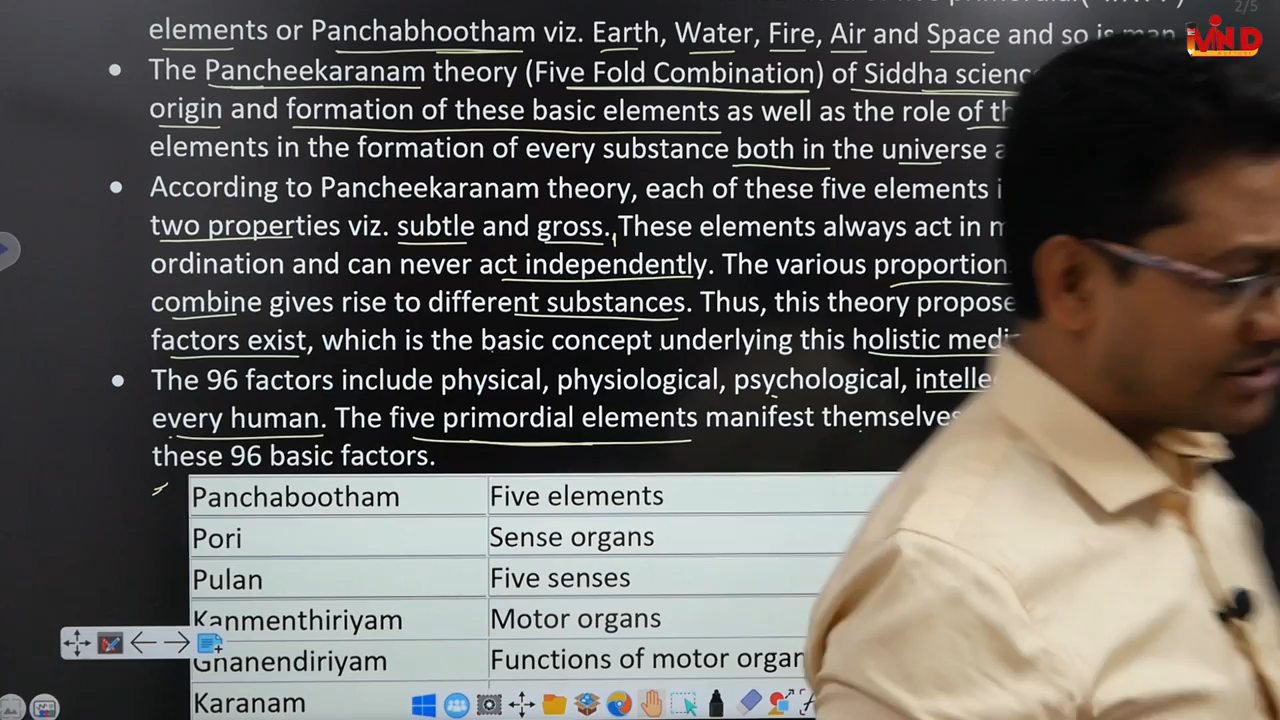 elements or Panchabhootham viz. Earth, Water, Fire, Air and Space and so is man
2/5
MIND
The Pancheekaranam theory (Five Fold Combination) of Siddha
origin and formation of these basic elements as well as the role of
elements in the formation of every substance both in the universe
According to Pancheekaranam theory, each of these five elements
two properties viz. subtle and gross. These elements always act in
ordination and can never act independently. The various proportion
combine gives rise to different substances. Thus, this theory
factors exist, which is the basic concept underlying this holistic
The 96 factors include physical, physiological, psychological,
every human. The five primordial elements manifest themselves
these 96 basic factors.
Panchabootham Five elements
Pori Sense organs
Pulan Five senses
Kanmenthiriyam Motor organs
Gnanendiriyam Functions of motor
Karanam